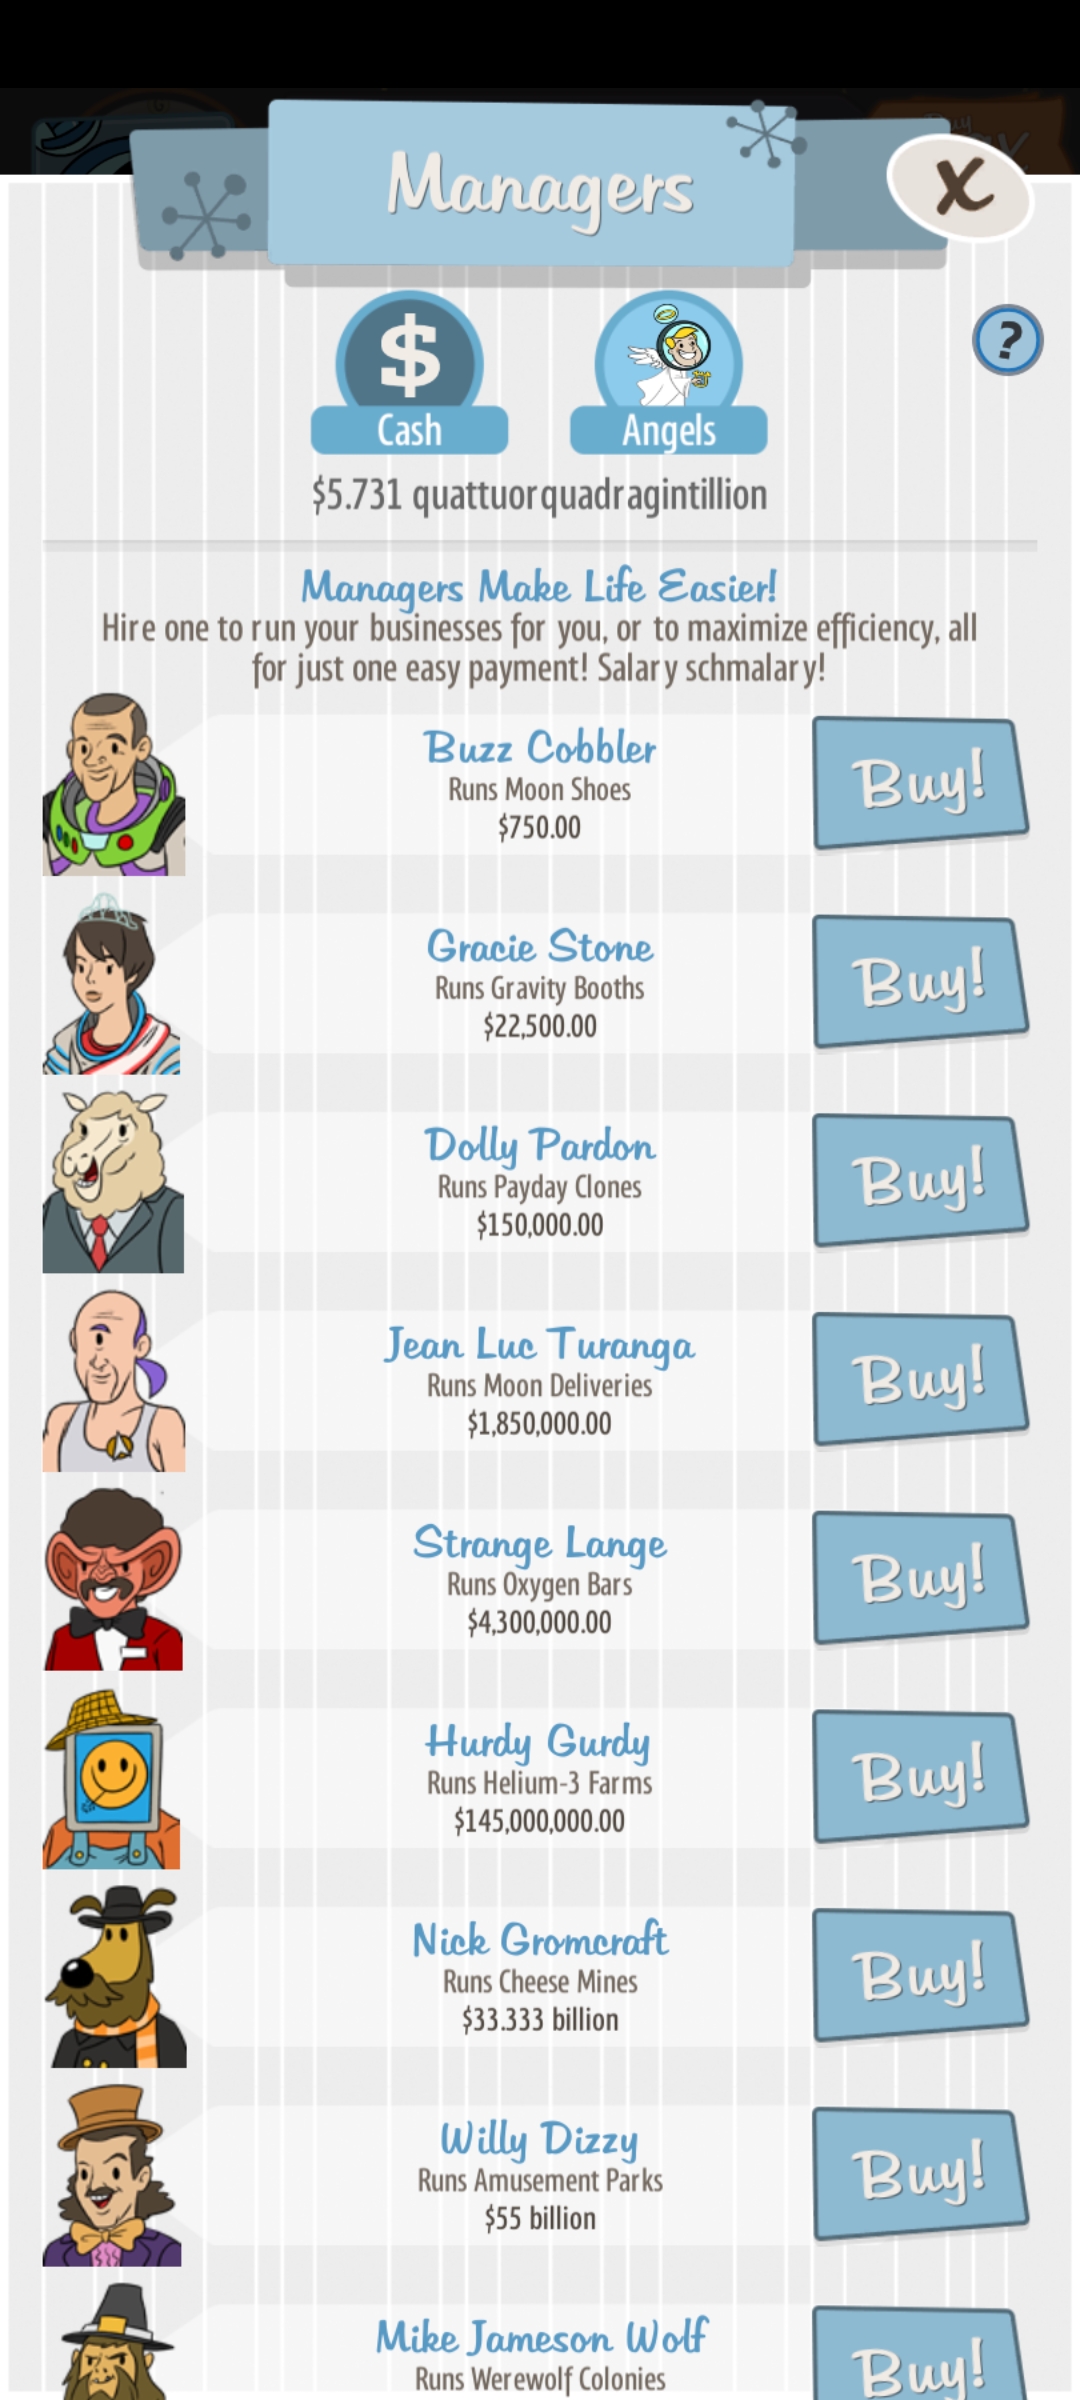 Managers
X
?
$
Cash
Angels
$5.731 quattuorquadragintillion
Managers Make Life Easier!
Hire one to run your businesses for you, or to maximize efficiency, all
for just one easy payment! Salary schmalary!
Buzz Cobbler
Runs Moon Shoes
$750.00
Buy!
Gracie Stone
Runs Gravity Booths
$22,500.00
Buy!
Dolly Pardon
Runs Payday Clones
$150,000.00
Buy!
Jean Luc Turanga
Runs Moon Deliveries
$1,850,000.00
Buy!
Strange Lange
Runs Oxygen Bars
$4,300,000.00
Buy!
Hurdy Gurdy
Runs Helium-3 Farms
$145,000,000.00
Buy!
Nick Gromcraft
Runs Cheese Mines
$33.333 billion
Buy!
Willy Dizzy
Runs Amusement Parks
$55 billion
Buy!
Mike Jameson Wolf
Runs Werewolf Colonies
Buy!